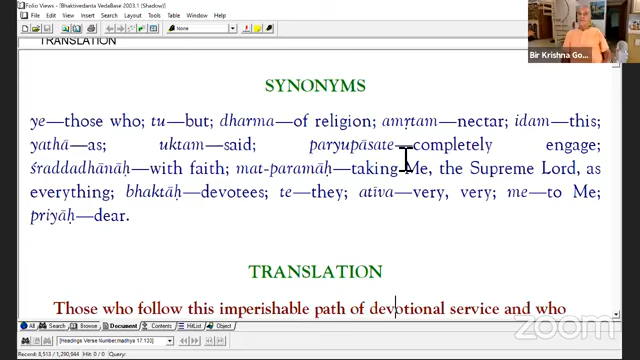 Folio Views - [Bhaktivedanta VedaBase 2003.1 (Shadow)]
File Edit View Search Layout Tools Window Help
None
Bir Krishna Go...
TRANSLATION
SYNONYMS
ye—those who; tu—but; dharma—of religion; amṛtam—nectar; idam—this;
yathā—as; uktam—said; paryupāsate—completely engage;
śraddadhānāḥ—with faith; mat-paramāḥ—taking Me, the Supreme Lord, as
everything; bhaktāḥ—devotees; te—they; atīva—very, very; me—to Me;
priyāḥ—dear.
TRANSLATION
Those who follow this imperishable path of devotional service and who
All Search Browse Document Contents HitList Object
zoom
[Headings Verse Number:madhya 17.133]
Record: 8,513 / 1,290,944 Hit: 0 / 0 Query: